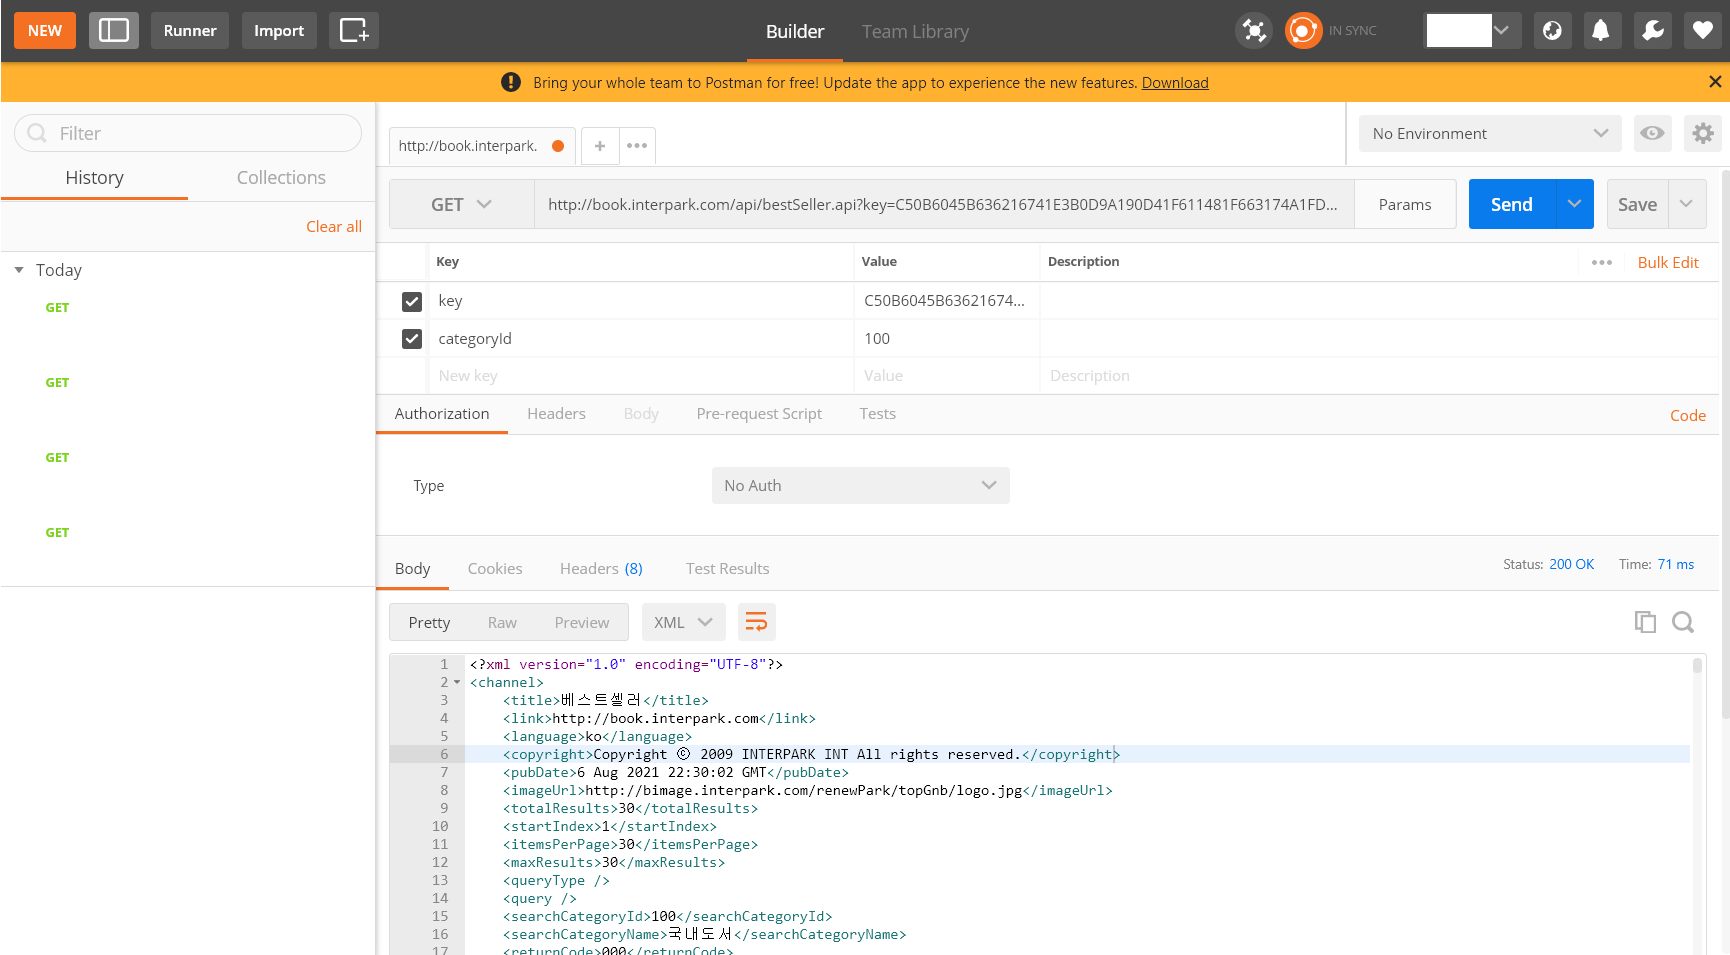 NEW Runner Import Builder Team Library IN SYNC
Bring your whole team to Postman for free! Update the app to experience the new features. Download
Filter
History Collections
Clear all
Today
GET
GET
GET
GET
http://book.interpark. No Environment
GET http://book.interpark.com/api/bestSeller.api?key=C50B6045B636216741E3B0D9A190D41F611481F663174A1FD... Params Send Save
Key Value Description Bulk Edit
key C50B6045B63621674...
categoryId 100
New key Value Description
Authorization Headers Body Pre-request Script Tests Code
Type No Auth
Body Cookies Headers (8) Test Results Status: 200 OK Time: 71 ms
Pretty Raw Preview XML
1 <?xml version="1.0" encoding="UTF-8"?>
2 <channel>
3 <title>베스트셀러</title>
4 <link>http://book.interpark.com</link>
5 <language>ko</language>
6 <copyright>Copyright ⓒ 2009 INTERPARK INT All rights reserved.</copyright>
7 <pubDate>6 Aug 2021 22:30:02 GMT</pubDate>
8 <imageUrl>http://bimage.interpark.com/renewPark/topGnb/logo.jpg</imageUrl>
9 <totalResults>30</totalResults>
10 <startIndex>1</startIndex>
11 <itemsPerPage>30</itemsPerPage>
12 <maxResults>30</maxResults>
13 <queryType />
14 <query />
15 <searchCategoryId>100</searchCategoryId>
16 <searchCategoryName>국내도서</searchCategoryName>
17 <returnCode>000</returnCode>